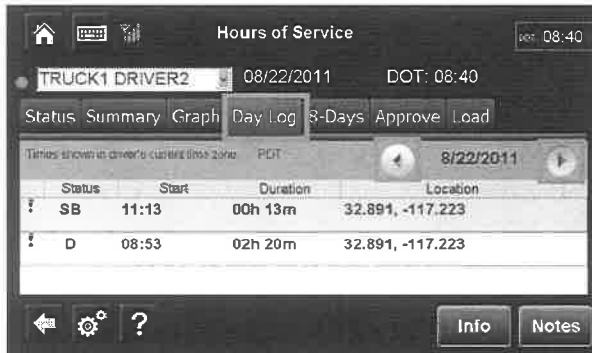 Hours of Service
DOT: 08:40
TRUCK1 DRIVER2 08/22/2011 DOT: 08:40
Status Summary Graph Day Log 8-Days Approve Load
Times shown in driver's current time zone: PDT 8/22/2011
Status Start Duration Location
! SB 11:13 00h 13m 32.891, -117.223
! D 08:53 02h 20m 32.891, -117.223
? Info Notes